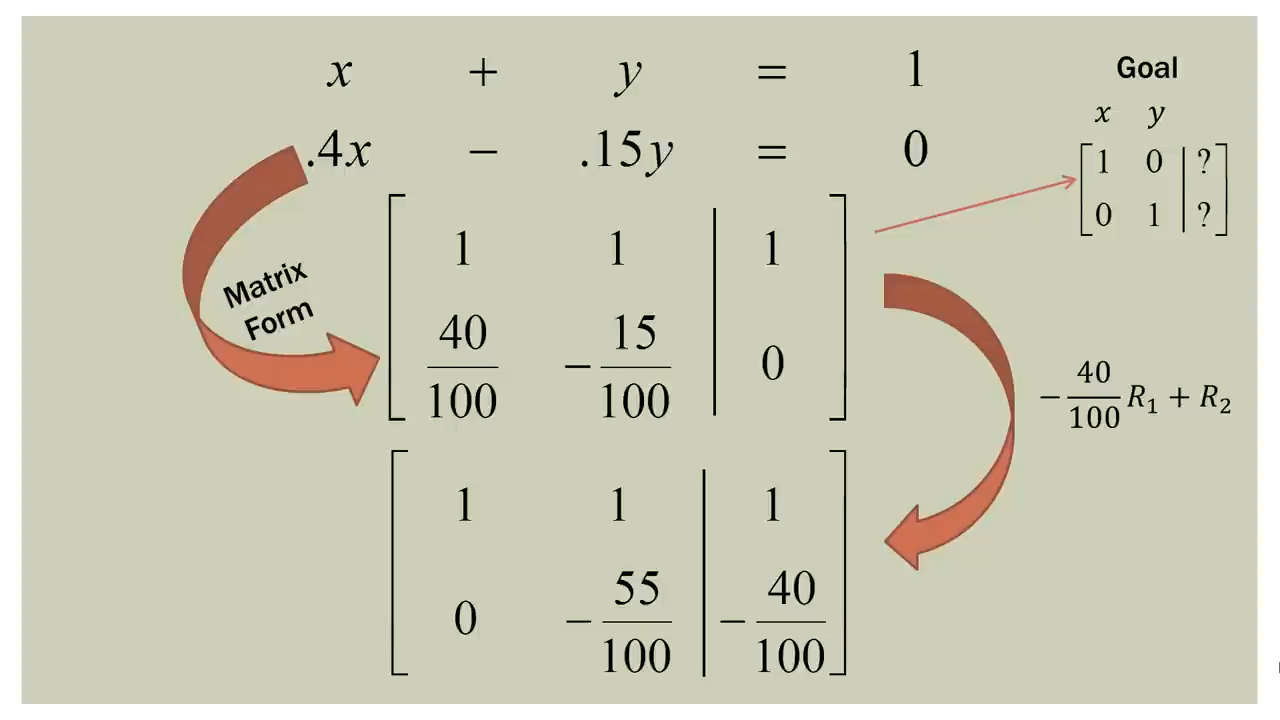 x + y = 1
.4x − .15y = 0
Goal
x y
[1 0 | ?]
[0 1 | ?]
Matrix
Form
[1 1 | 1]
[40/100 −15/100 | 0]
−40/100 R₁ + R₂
[1 1 | 1]
[0 −55/100 | −40/100]